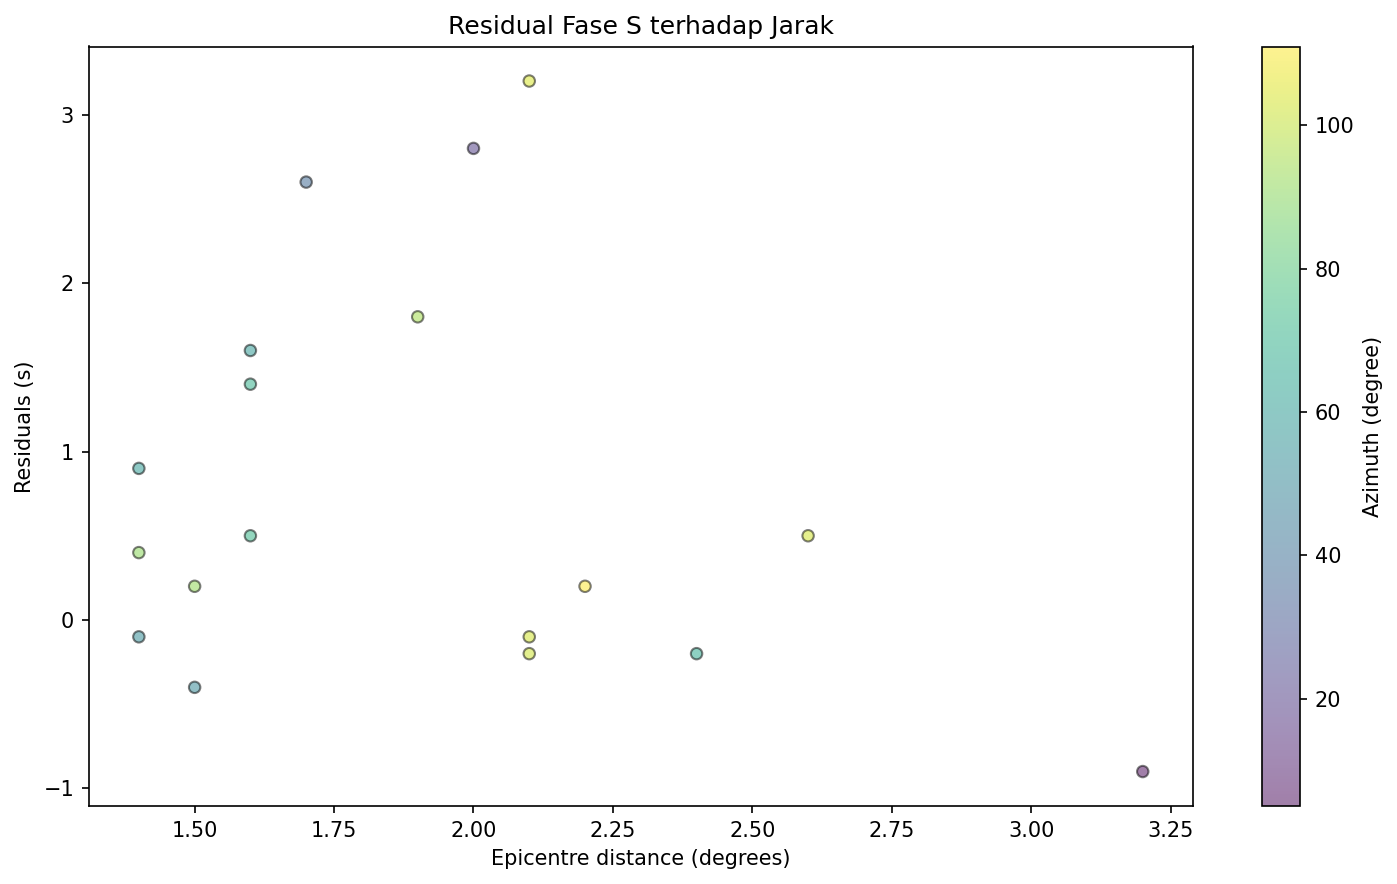 Residual Fase S terhadap Jarak
Residuals (s)
3
2
1
0
−1
1.50 1.75 2.00 2.25 2.50 2.75 3.00 3.25
Epicentre distance (degrees)
100
80
60
40
20
Azimuth (degree)